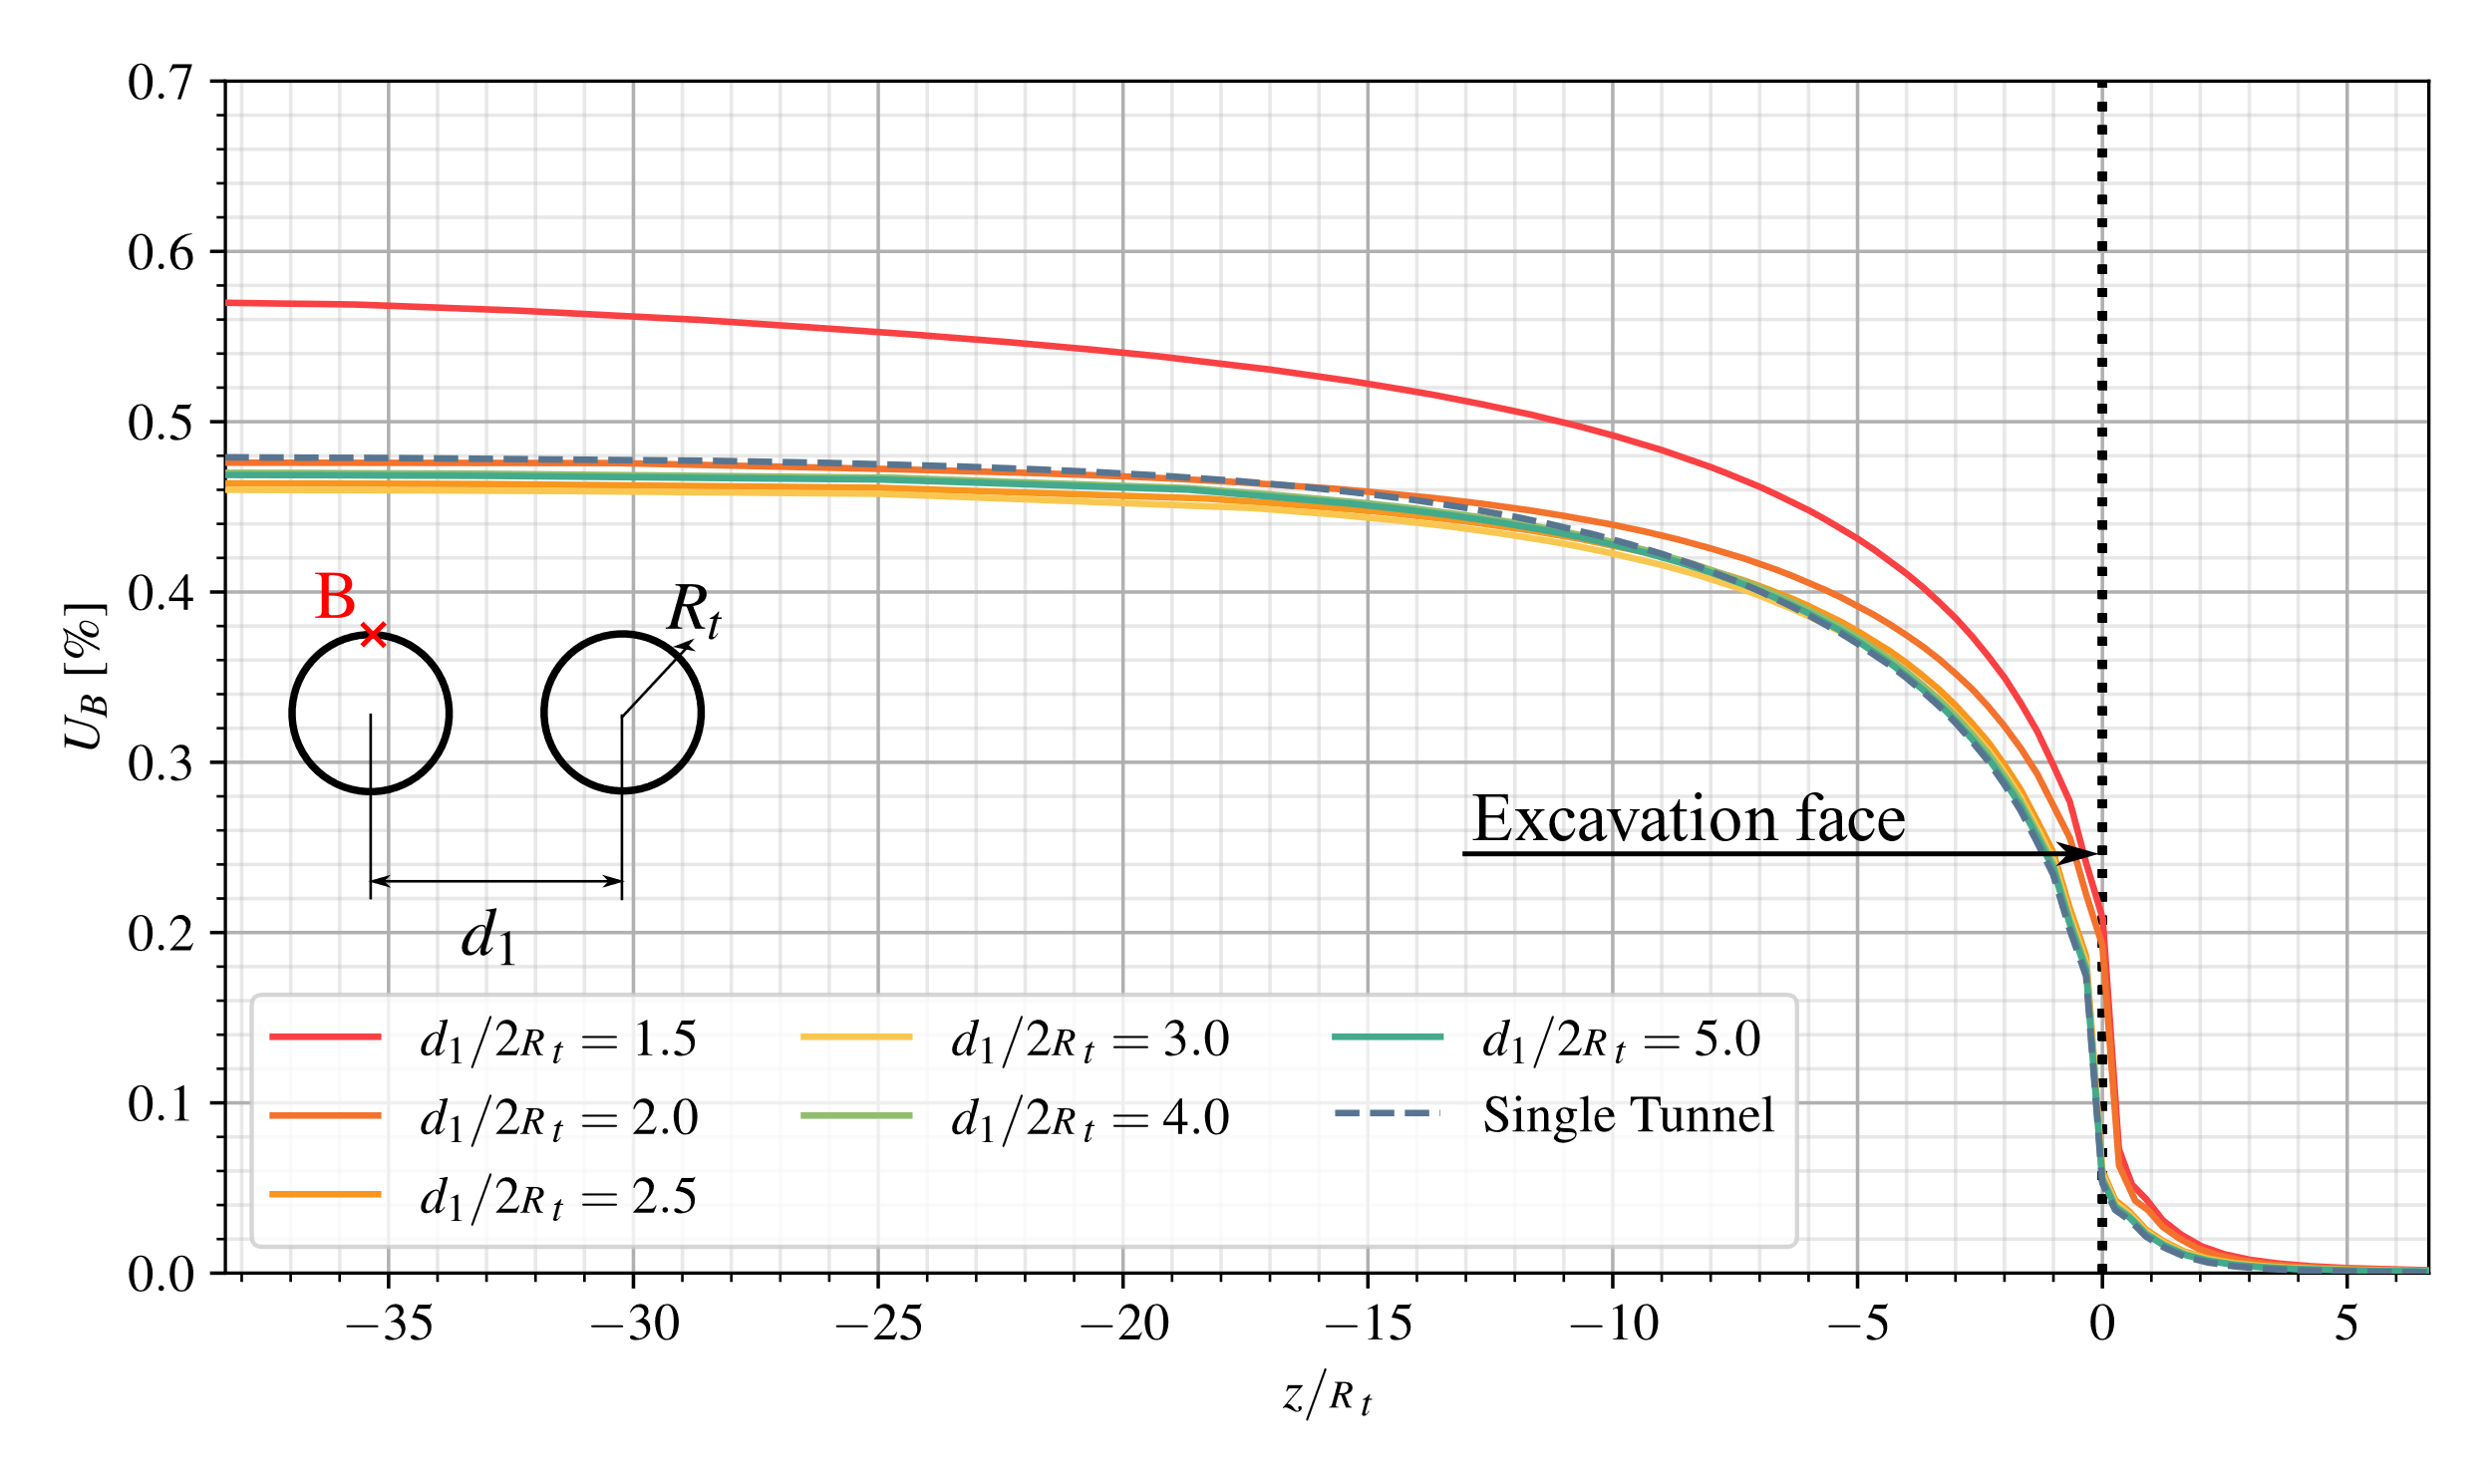 0.7
0.6
0.5
0.4
0.3
0.2
0.1
0.0
U_B [%]
B
R_t
d_1
Excavation face
d_1/2R_t = 1.5
d_1/2R_t = 2.0
d_1/2R_t = 2.5
d_1/2R_t = 3.0
d_1/2R_t = 4.0
d_1/2R_t = 5.0
Single Tunnel
−35 −30 −25 −20 −15 −10 −5 0 5
z/R_t